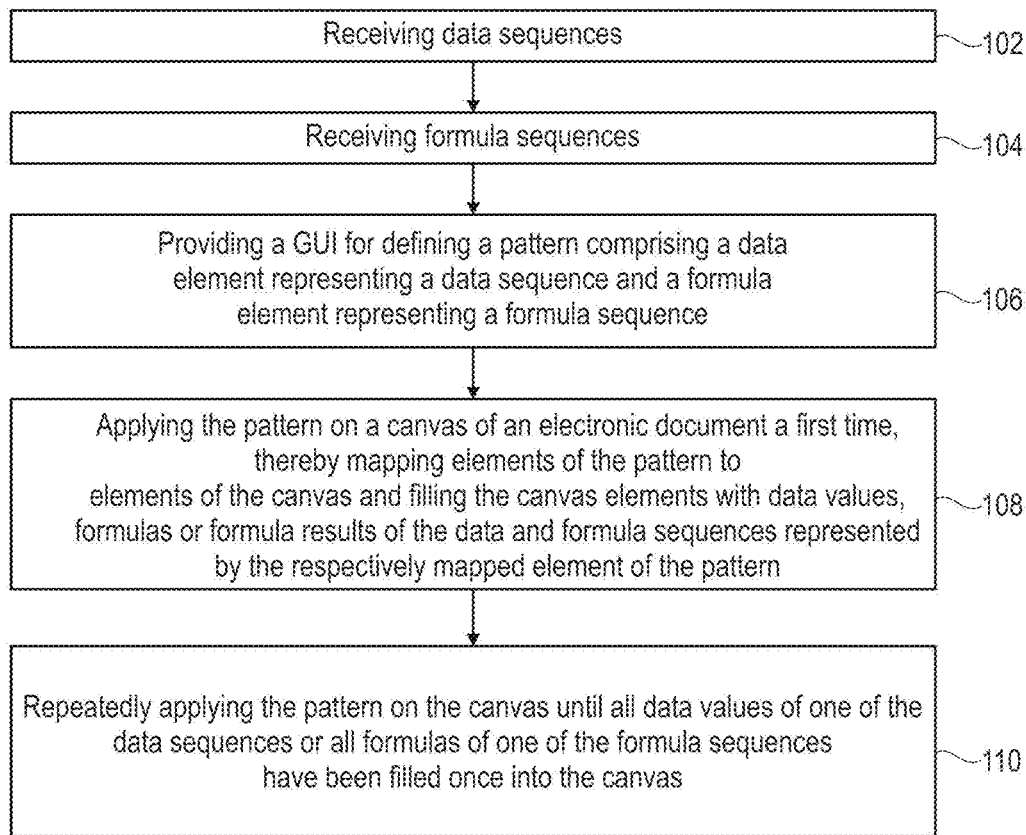 Receiving data sequences
102
Receiving formula sequences
104
Providing a GUI for defining a pattern comprising a data
element representing a data sequence and a formula
element representing a formula sequence
106
Applying the pattern on a canvas of an electronic document a first time,
thereby mapping elements of the pattern to
elements of the canvas and filling the canvas elements with data values,
formulas or formula results of the data and formula sequences represented
by the respectively mapped element of the pattern
108
Repeatedly applying the pattern on the canvas until all data values of one of the
data sequences or all formulas of one of the formula sequences
have been filled once into the canvas
110